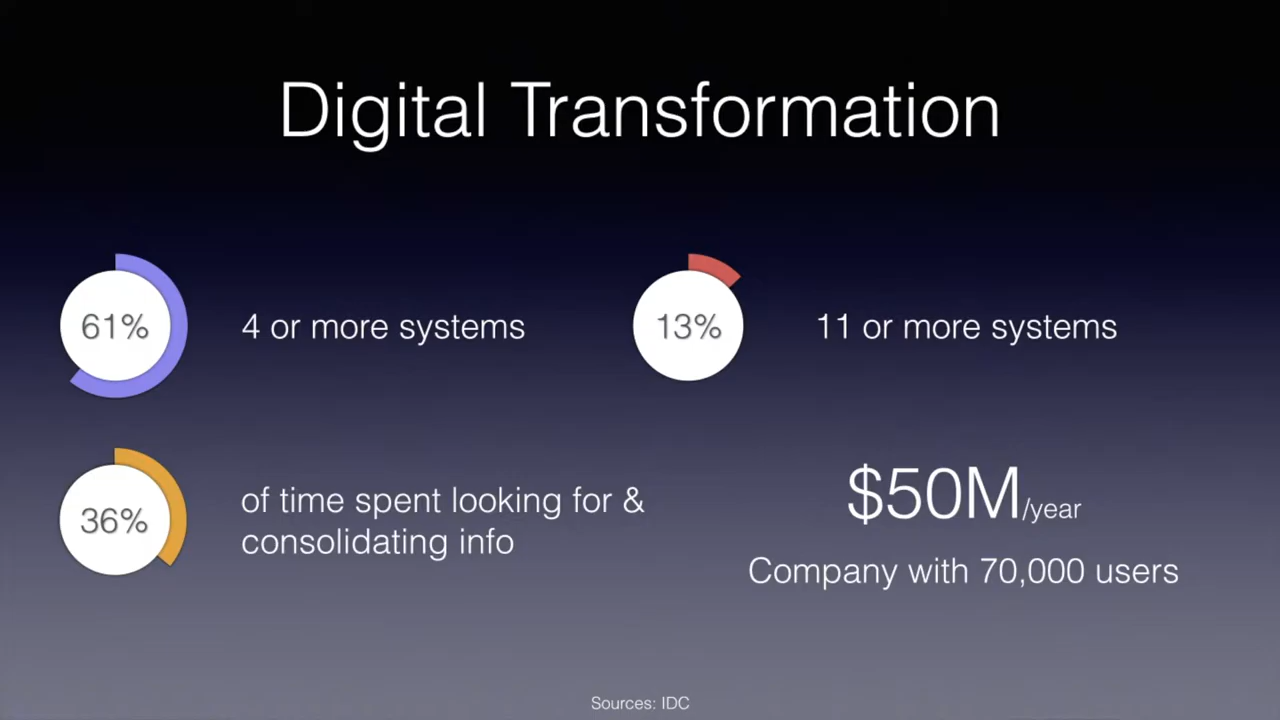 Digital Transformation
61%
4 or more systems
13%
11 or more systems
36%
of time spent looking for &
consolidating info
$50M/year
Company with 70,000 users
Sources: IDC